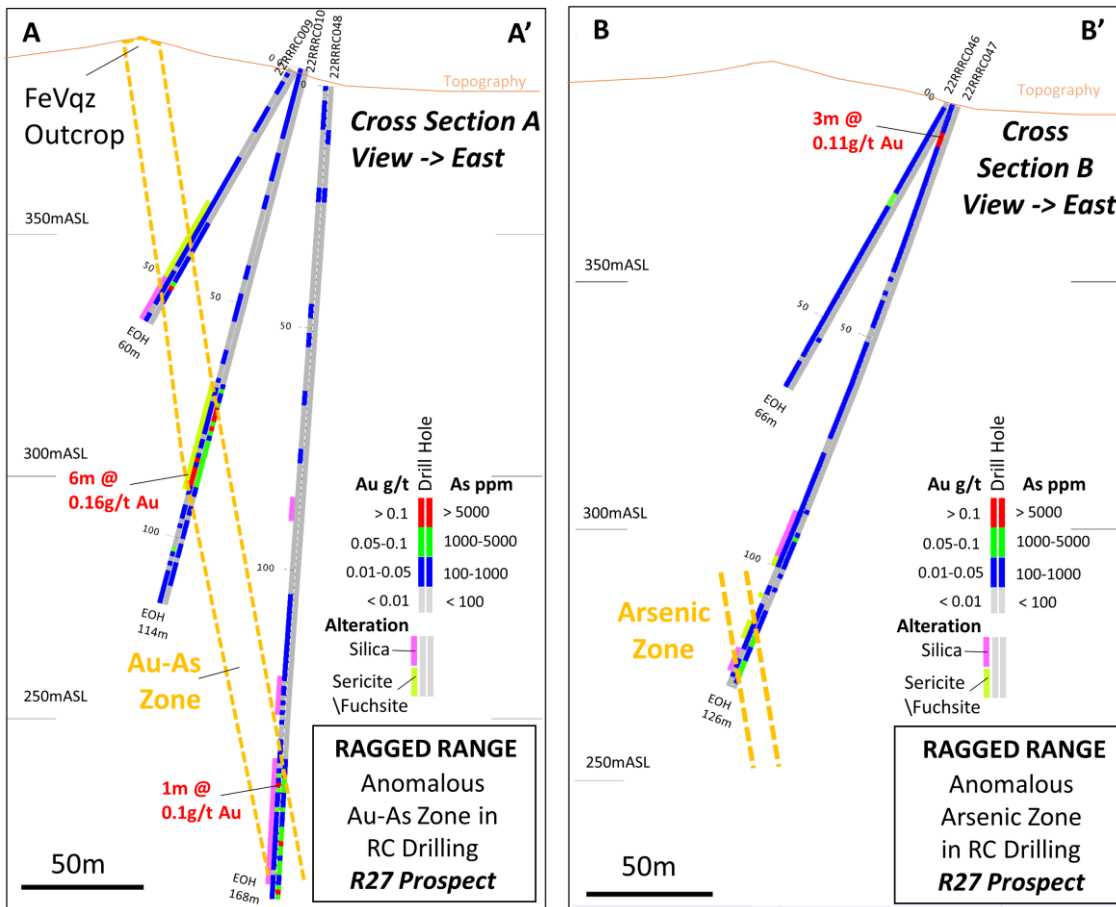 A
A'
22RRRC009
22RRRC010
22RRRC048
0
0
Topography
FeVqz
Outcrop
Cross Section A
View -> East
350mASL
50
50
50
EOH
60m
300mASL
6m @
0.16g/t Au
100
100
EOH
114m
Au-As
Zone
250mASL
1m @
0.1g/t Au
EOH
168m
50m
Au g/t
Drill Hole
As ppm
> 0.1
> 5000
0.05-0.1
1000-5000
0.01-0.05
100-1000
< 0.01
< 100
Alteration
Silica
Sericite
\Fuchsite
RAGGED RANGE
Anomalous
Au-As Zone in
RC Drilling
R27 Prospect
B
B'
22RRRC046
22RRRC047
0
0
Topography
3m @
0.11g/t Au
Cross
Section B
View -> East
350mASL
50
50
EOH
66m
300mASL
100
Arsenic
Zone
EOH
126m
250mASL
50m
Au g/t
Drill Hole
As ppm
> 0.1
> 5000
0.05-0.1
1000-5000
0.01-0.05
100-1000
< 0.01
< 100
Alteration
Silica
Sericite
\Fuchsite
RAGGED RANGE
Anomalous
Arsenic Zone
in RC Drilling
R27 Prospect